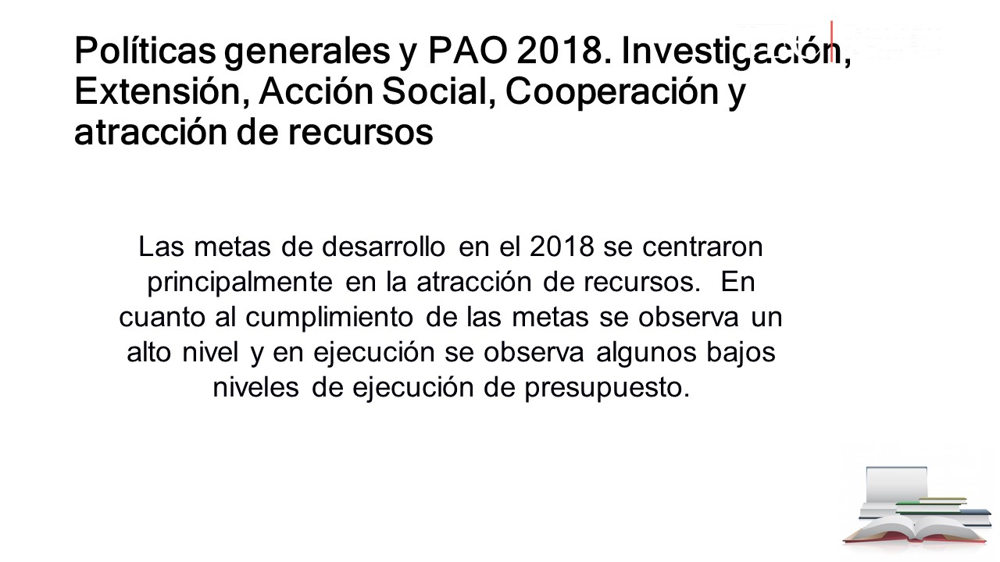 Políticas generales y PAO 2018. Investigación,
Extensión, Acción Social, Cooperación y
atracción de recursos
Las metas de desarrollo en el 2018 se centraron
principalmente en la atracción de recursos. En
cuanto al cumplimiento de las metas se observa un
alto nivel y en ejecución se observa algunos bajos
niveles de ejecución de presupuesto.